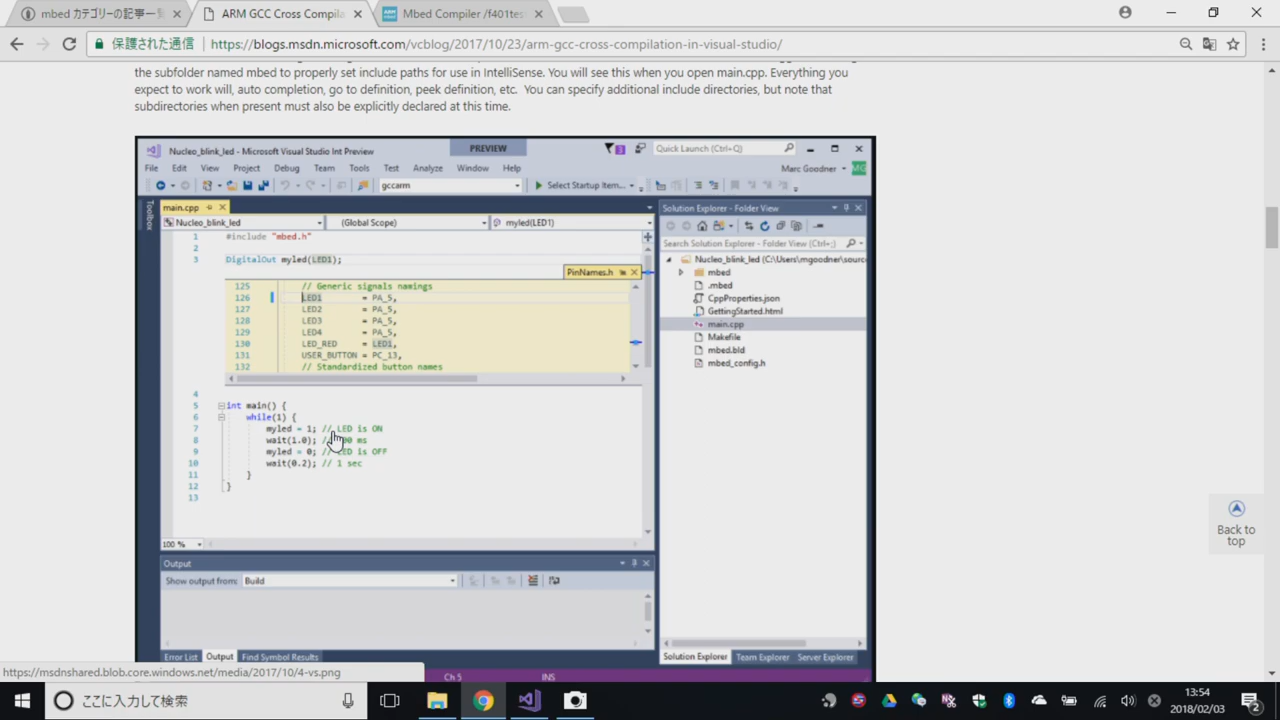 mbed カテゴリーの記事一覧
ARM GCC Cross Compila
Mbed Compiler /f401tes
保護された通信
https://blogs.msdn.microsoft.com/vcblog/2017/10/23/arm-gcc-cross-compilation-in-visual-studio/
the subfolder named mbed to properly set include paths for use in IntelliSense. You will see this when you open main.cpp. Everything you
expect to work will, auto completion, go to definition, peek definition, etc. You can specify additional include directories, but note that
subdirectories when present must also be explicitly declared at this time.
Nucleo_blink_led - Microsoft Visual Studio Int Preview
PREVIEW
3
Quick Launch (Ctrl+Q)
File Edit View Project Debug Team Tools Test Analyze Window Help
Marc Goodner
MG
gccarm
Select Startup Item...
Toolbox
main.cpp
Nucleo_blink_led
(Global Scope)
myled(LED1)
1 #include "mbed.h"
2
3 DigitalOut myled(LED1);
PinNames.h
125 // Generic signals namings
126 LED1 = PA_5,
127 LED2 = PA_5,
128 LED3 = PA_5,
129 LED4 = PA_5,
130 LED_RED = LED1,
131 USER_BUTTON = PC_13,
132 // Standardized button names
4
5 int main() {
6 while(1) {
7 myled = 1; // LED is ON
8 wait(1.0); // ms
9 myled = 0; // LED is OFF
10 wait(0.2); // 1 sec
11 }
12 }
13
100 %
Output
Show output from: Build
Error List Output Find Symbol Results
Solution Explorer - Folder View
Search Solution Explorer - Folder View (Ctrl+;)
Nucleo_blink_led (C:\Users\mgoodner\source
mbed
.mbed
CppProperties.json
GettingStarted.html
main.cpp
Makefile
mbed.bld
mbed_config.h
Solution Explorer Team Explorer Server Explorer
Ch 5
INS
Back to
top
https://msdnshared.blob.core.windows.net/media/2017/10/4-vs.png
ここに入力して検索
13:54
2018/02/03
2